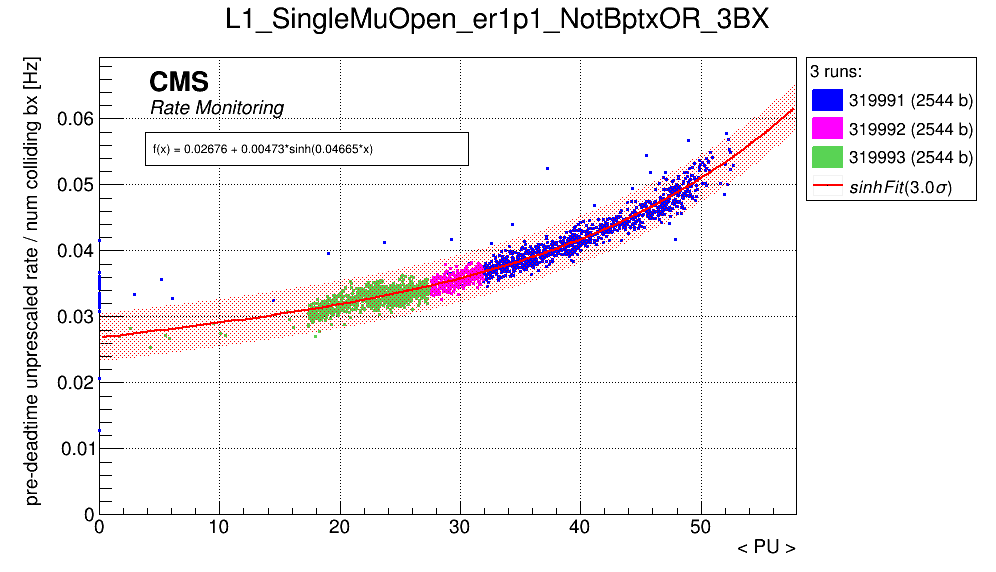 L1_SingleMuOpen_er1p1_NotBptxOR_3BX
pre-deadtime unprescaled rate / num colliding bx [Hz]
CMS
Rate Monitoring
f(x) = 0.02676 + 0.00473*sinh(0.04665*x)
3 runs:
319991 (2544 b)
319992 (2544 b)
319993 (2544 b)
sinhFit(3.0σ)
0.06
0.05
0.04
0.03
0.02
0.01
0
0 10 20 30 40 50
< PU >